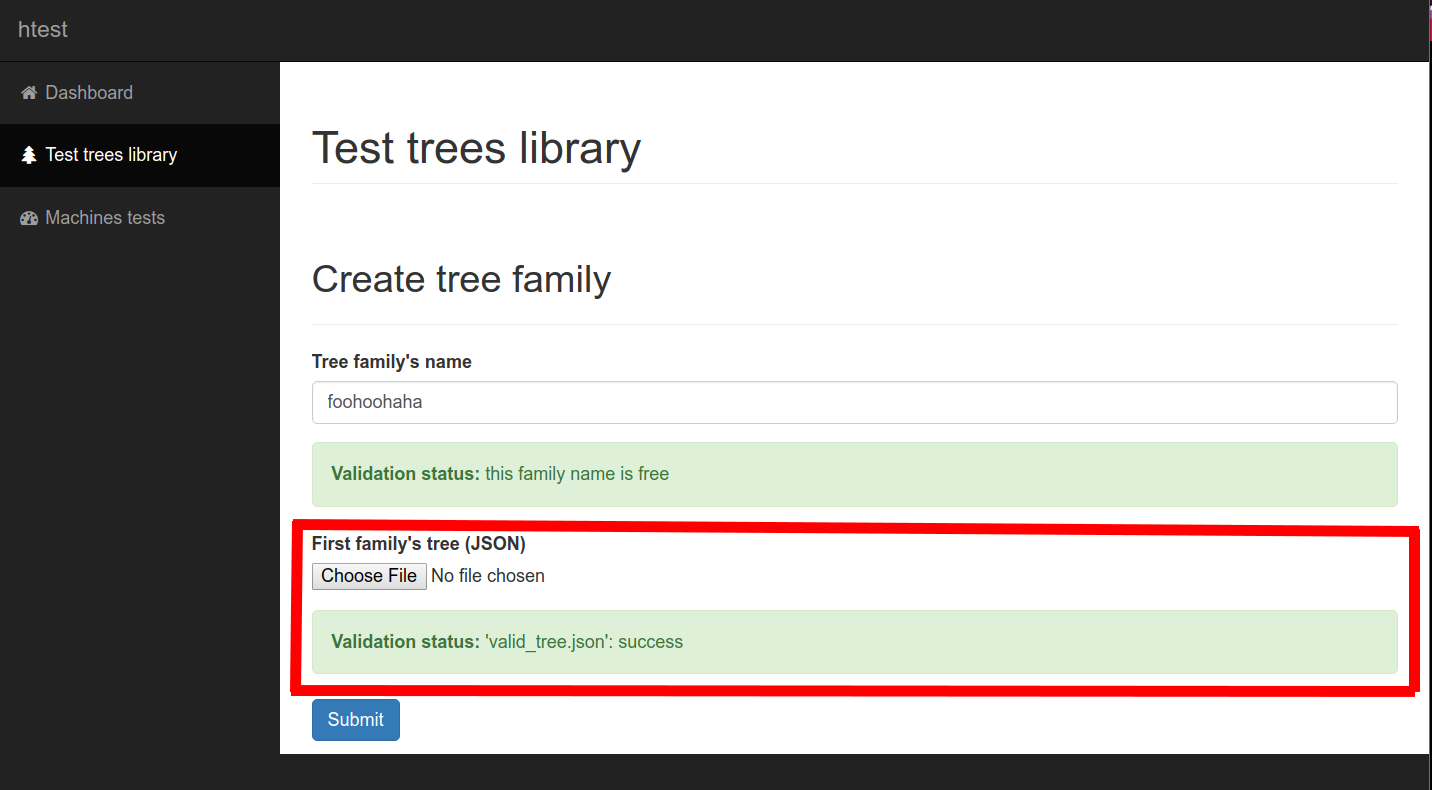 htest
Dashboard
Test trees library
Machines tests
Test trees library
Create tree family
Tree family's name
foohoohaha
Validation status: this family name is free
First family's tree (JSON)
Choose File No file chosen
Validation status: 'valid_tree.json': success
Submit